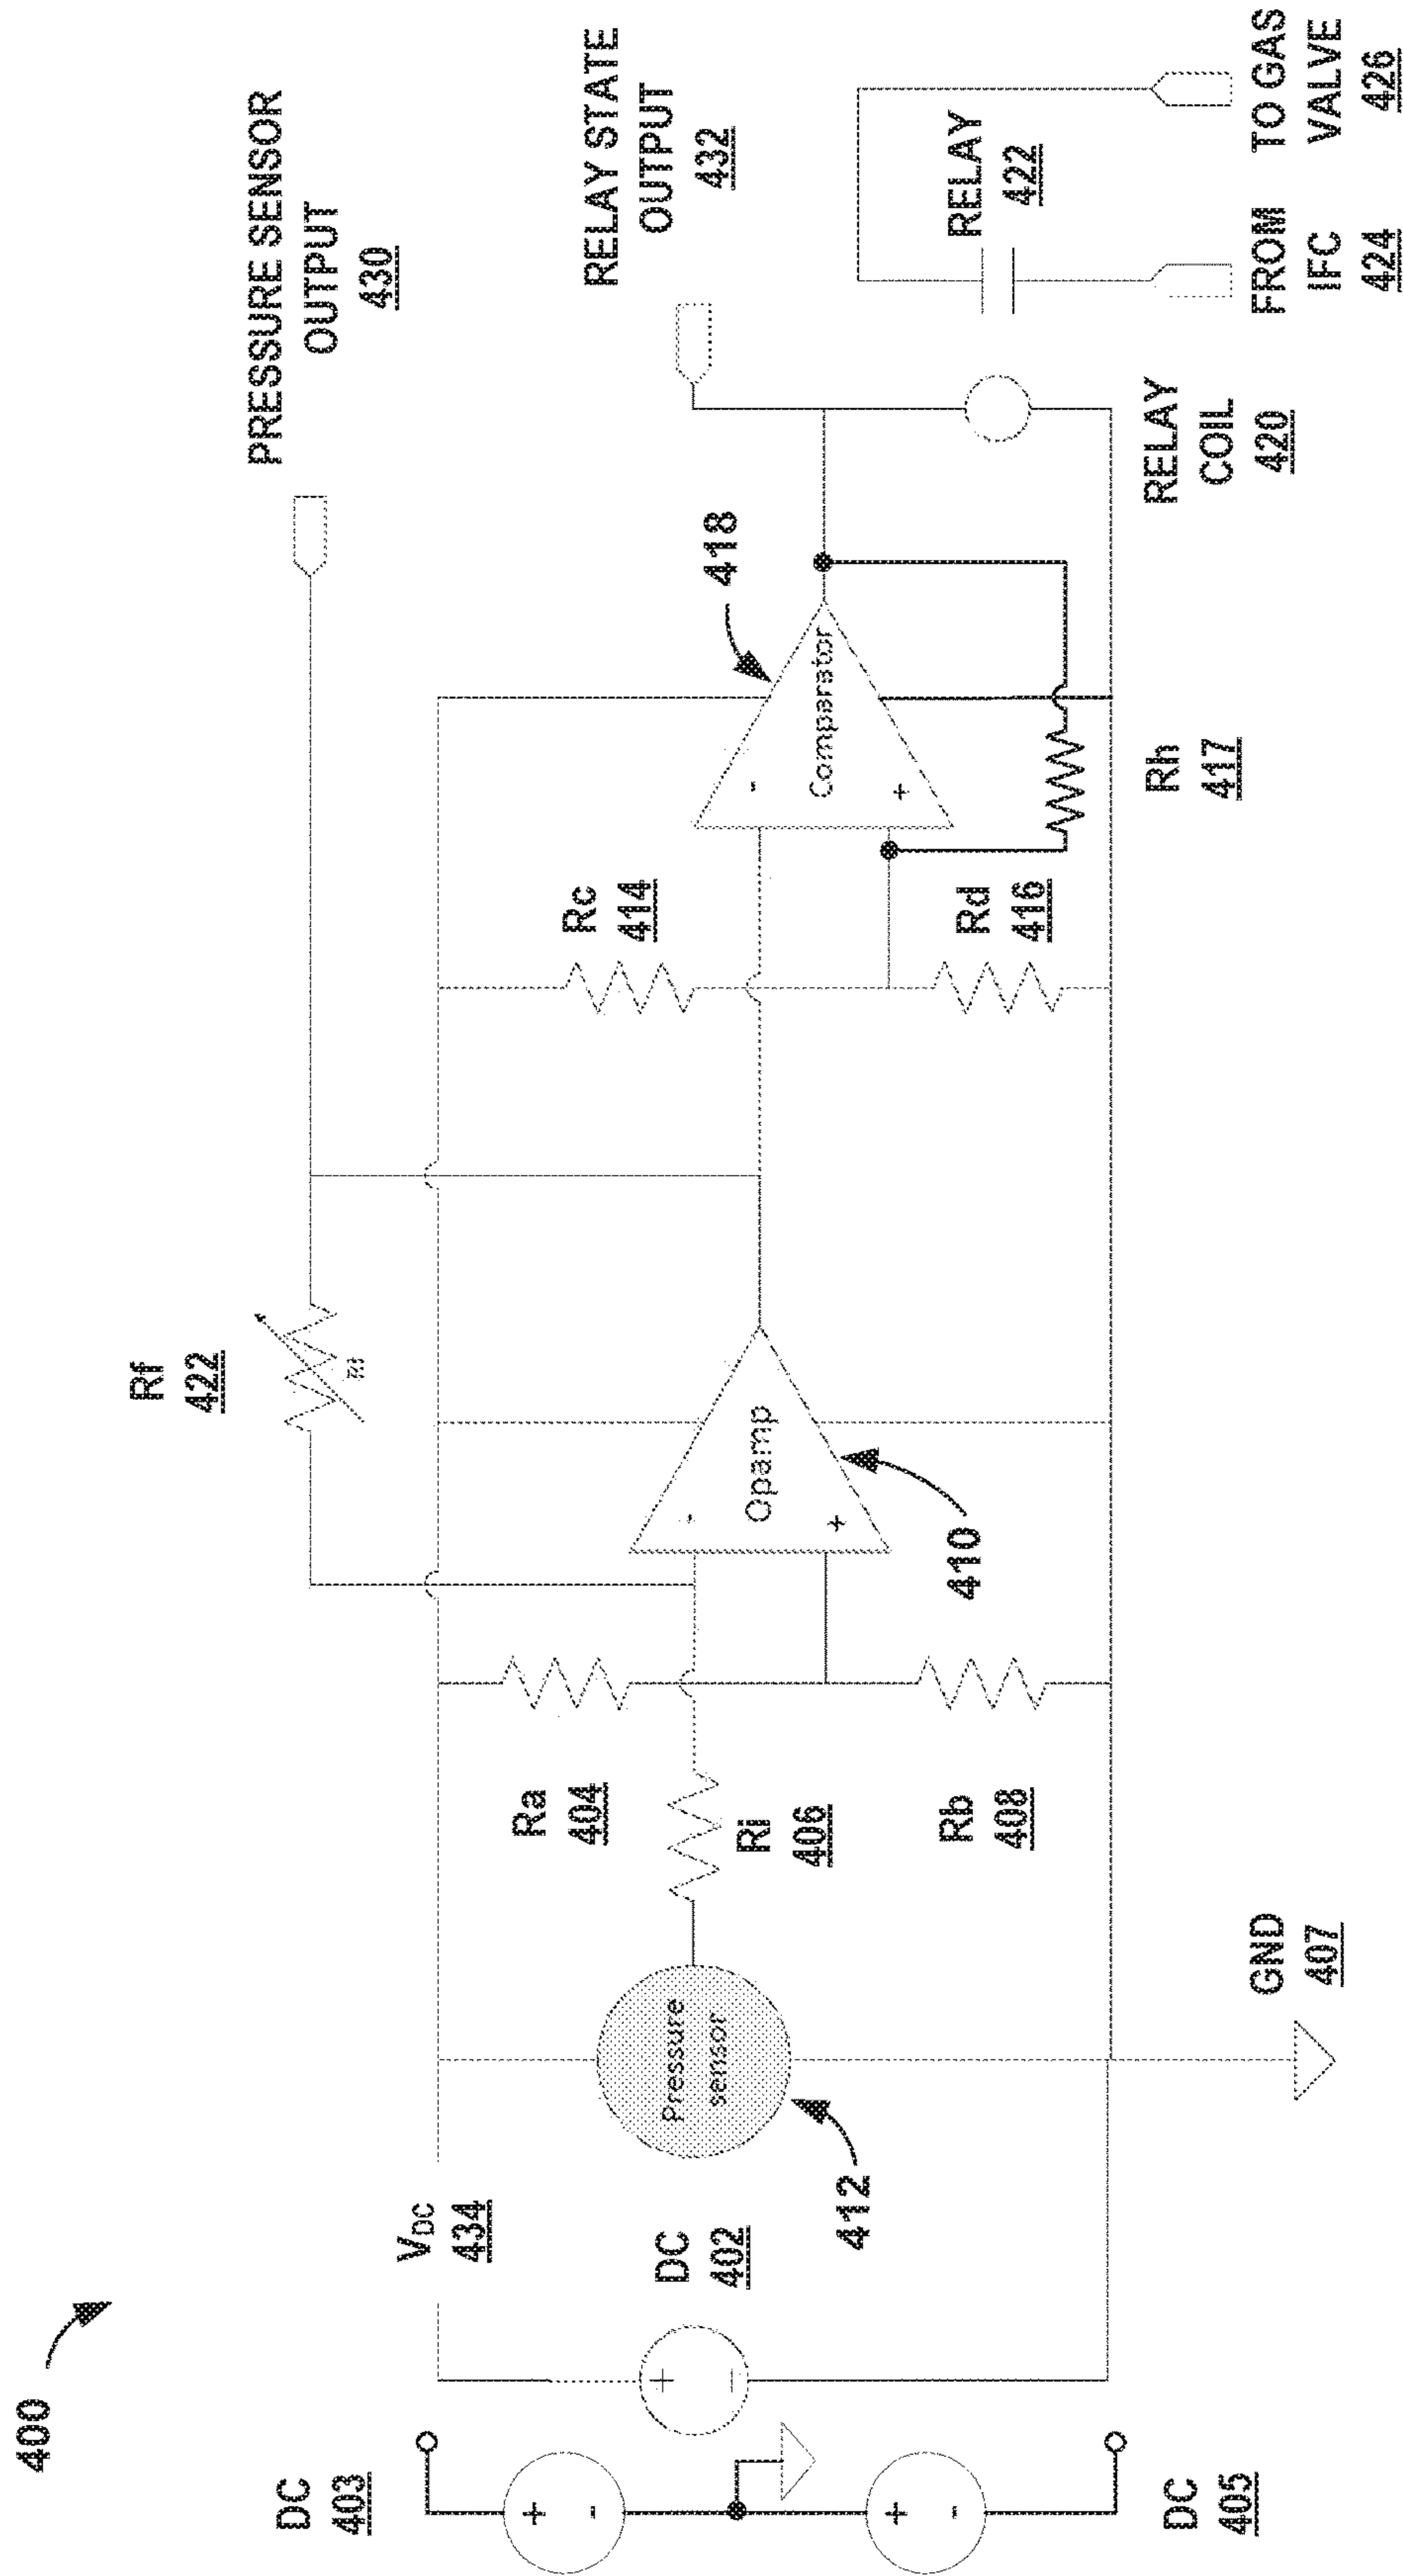 400
PRESSURE SENSOR
OUTPUT
430
Rf
422
RELAY STATE
OUTPUT
432
DC
403
VDC
434
Ra
404
Rc
414
418
RELAY
422
DC
402
Pressure
sensor
Ri
406
-
Opamp
+
-
Comparator
+
412
Rb
408
410
Rd
416
Rh
417
RELAY
COIL
420
FROM
IFC
424
TO GAS
VALVE
426
DC
405
GND
407
+
-
+
-
+
-